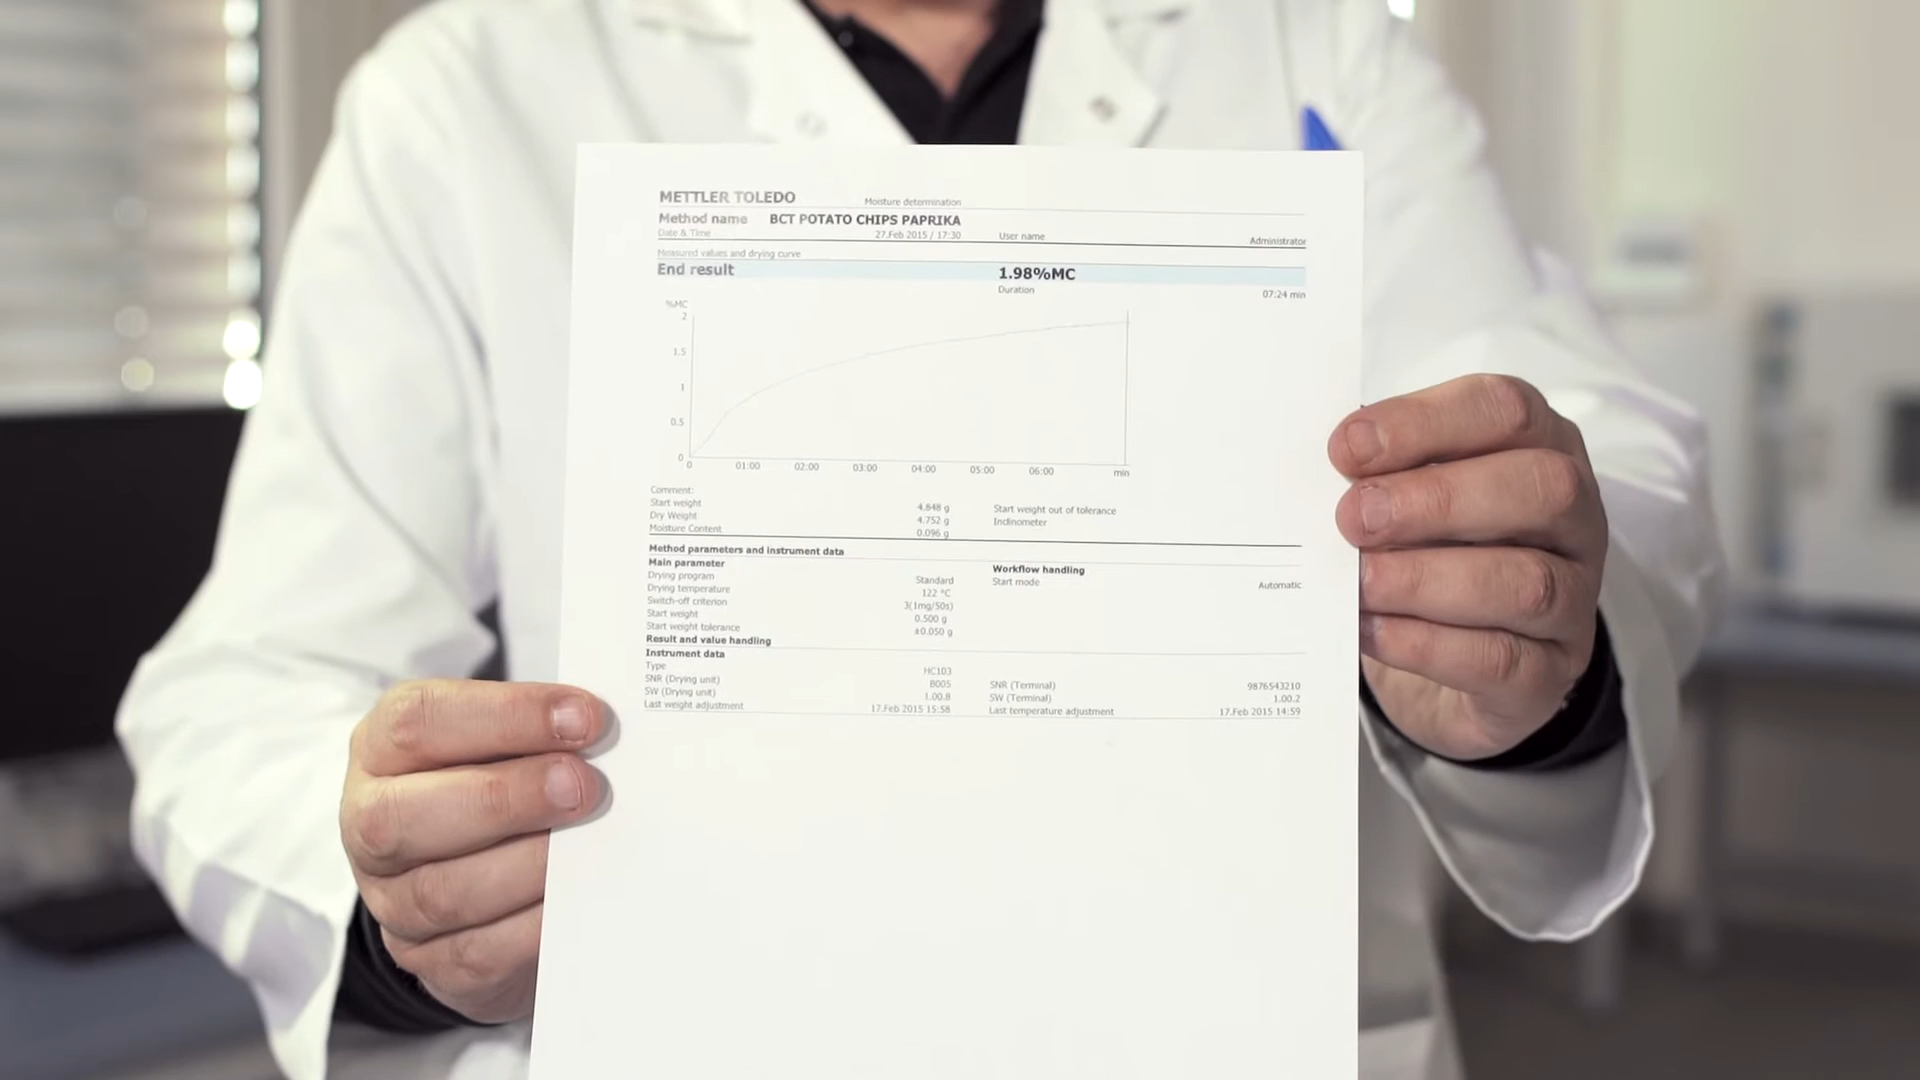 METTLER TOLEDO Moisture determination
Method name BCT POTATO CHIPS PAPRIKA
Date & Time 27.Feb 2015 / 17:30 User name Administrator
Measured values and drying curve
End result 1.98%MC
Duration 07:24 min
%MC
2
1.5
1
0.5
0
0 01:00 02:00 03:00 04:00 05:00 06:00 min
Comment:
Start weight 4.848 g Start weight out of tolerance
Dry Weight 4.752 g Inclinometer
Moisture Content 0.096 g
Method parameters and instrument data
Main parameter Workflow handling
Drying program Standard Start mode Automatic
Drying temperature 122 °C
Switch-off criterion 3(1mg/50s)
Start weight 0.500 g
Start weight tolerance ±0.050 g
Result and value handling
Instrument data
Type HC103
SNR (Drying unit) B005 SNR (Terminal) 9876543210
SW (Drying unit) 1.00.8 SW (Terminal) 1.00.2
Last weight adjustment 17.Feb 2015 15:58 Last temperature adjustment 17.Feb 2015 14:59